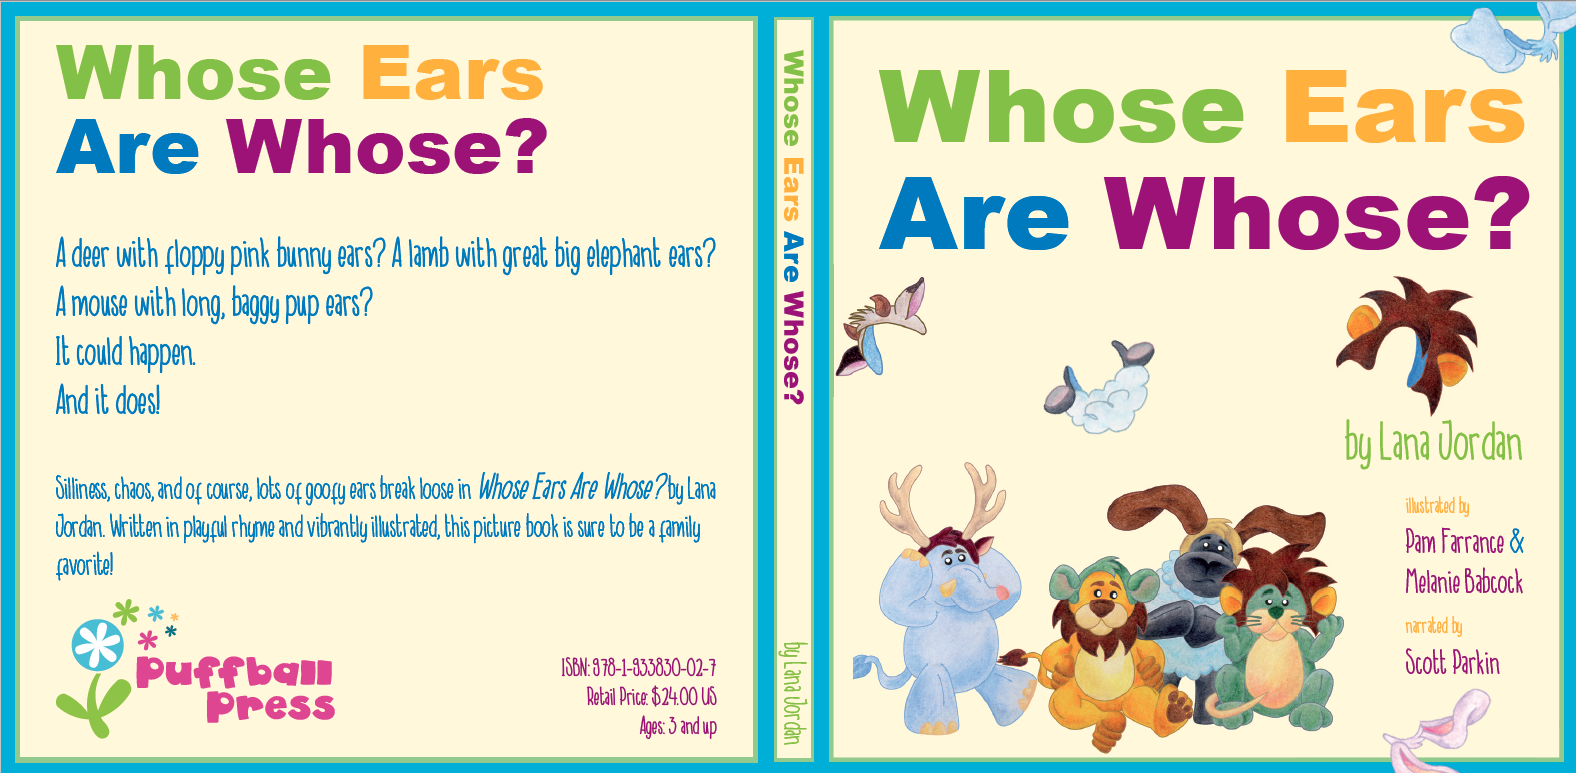 Whose Ears
Are Whose?
A deer with floppy pink bunny ears? A lamb with great big elephant ears?
A mouse with long, baggy pup ears?
It could happen.
And it does!
Silliness, chaos, and of course, lots of goofy ears break loose in Whose Ears Are Whose? by Lana
Jordan. Written in playful rhyme and vibrantly illustrated, this picture book is sure to be a family
favorite!
puffball
press
ISBN: 978-1-933830-02-7
Retail Price: $24.00 US
Ages: 3 and up
Whose Ears Are Whose?
by Lana Jordan
Whose Ears
Are Whose?
by Lana Jordan
illustrated by
Pam Farrance &
Melanie Babcock
narrated by
Scott Parkin